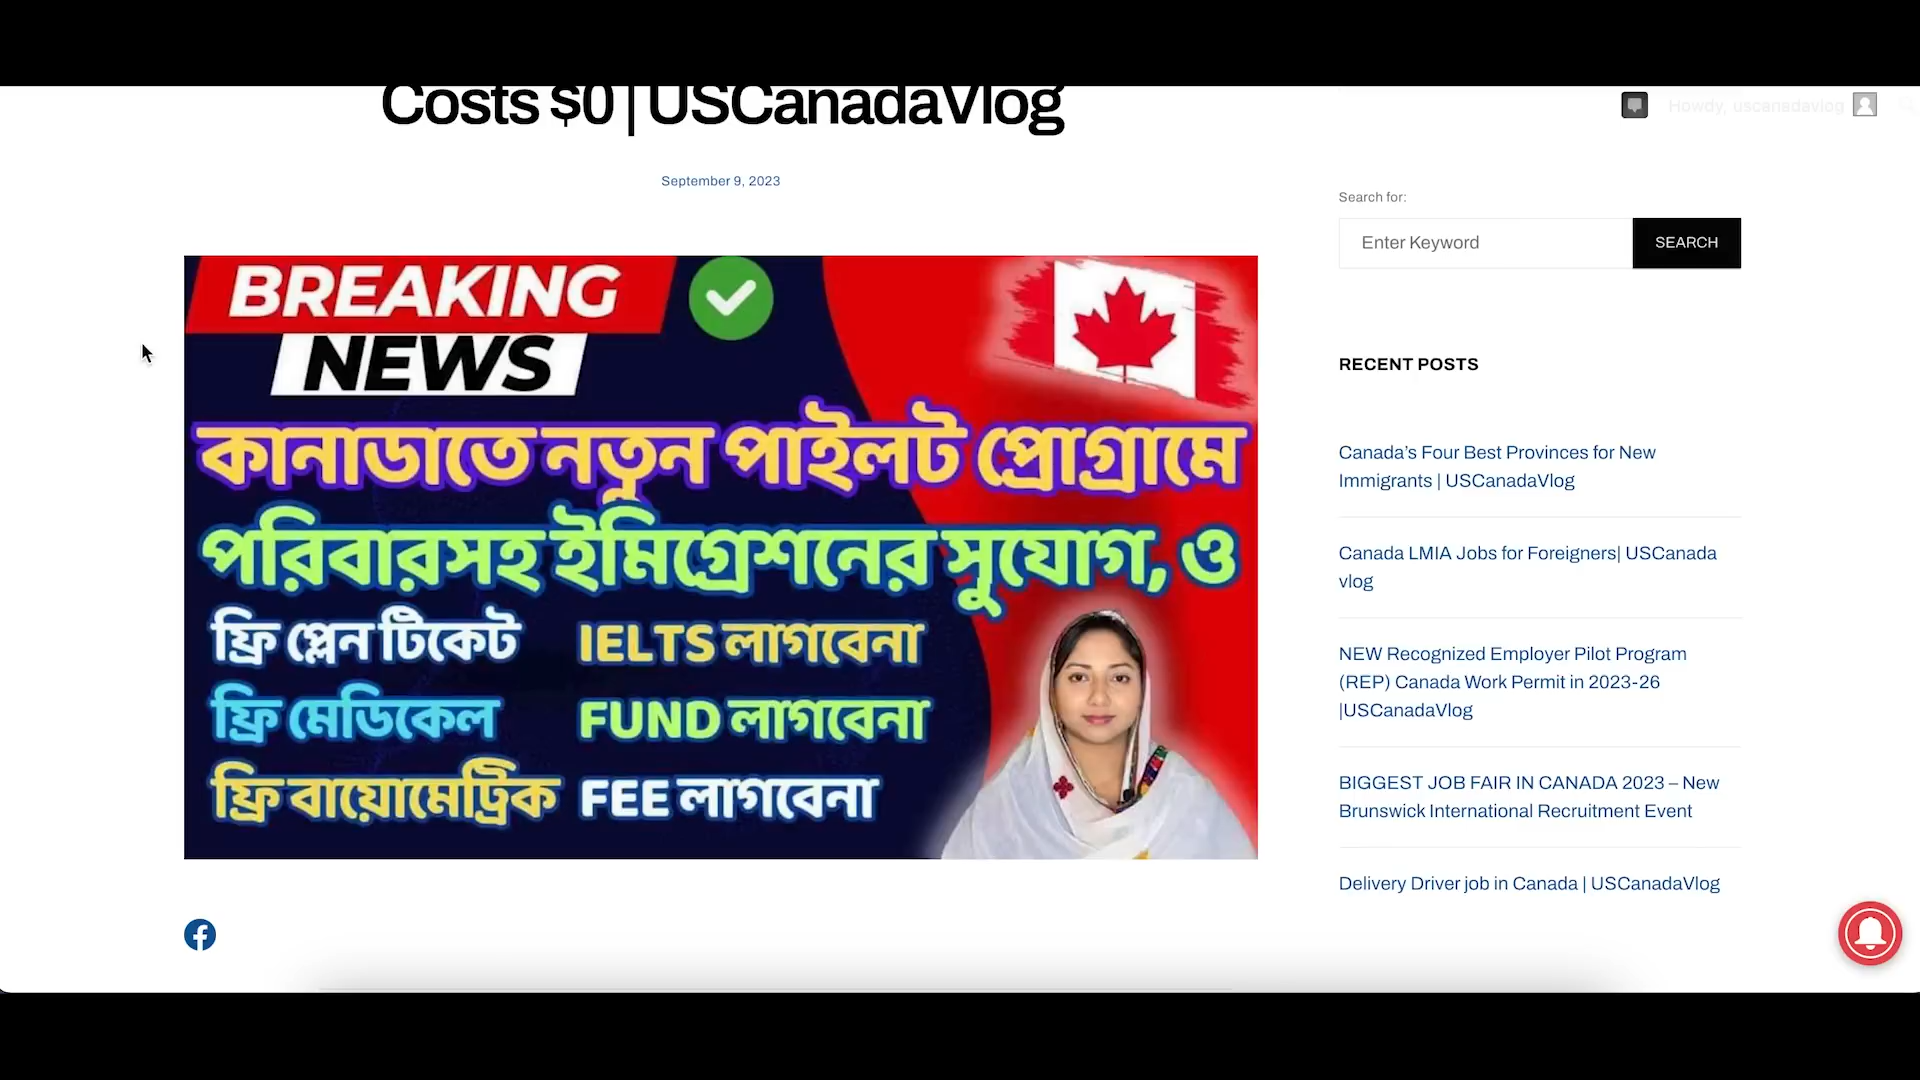 Costs $0 | USCanadaVlog
Howdy, uscanadavlog
September 9, 2023
BREAKING
NEWS
কানাডাতে নতুন পাইলট প্রোগ্রামে
পরিবারসহ ইমিগ্রেশনের সুযোগ, ও
ফ্রি প্লেন টিকেট IELTS লাগবেনা
ফ্রি মেডিকেল FUND লাগবেনা
ফ্রি বায়োমেট্রিক FEE লাগবেনা
Search for:
Enter Keyword
SEARCH
RECENT POSTS
Canada’s Four Best Provinces for New
Immigrants | USCanadaVlog
Canada LMIA Jobs for Foreigners| USCanada
vlog
NEW Recognized Employer Pilot Program
(REP) Canada Work Permit in 2023-26
|USCanadaVlog
BIGGEST JOB FAIR IN CANADA 2023 – New
Brunswick International Recruitment Event
Delivery Driver job in Canada | USCanadaVlog